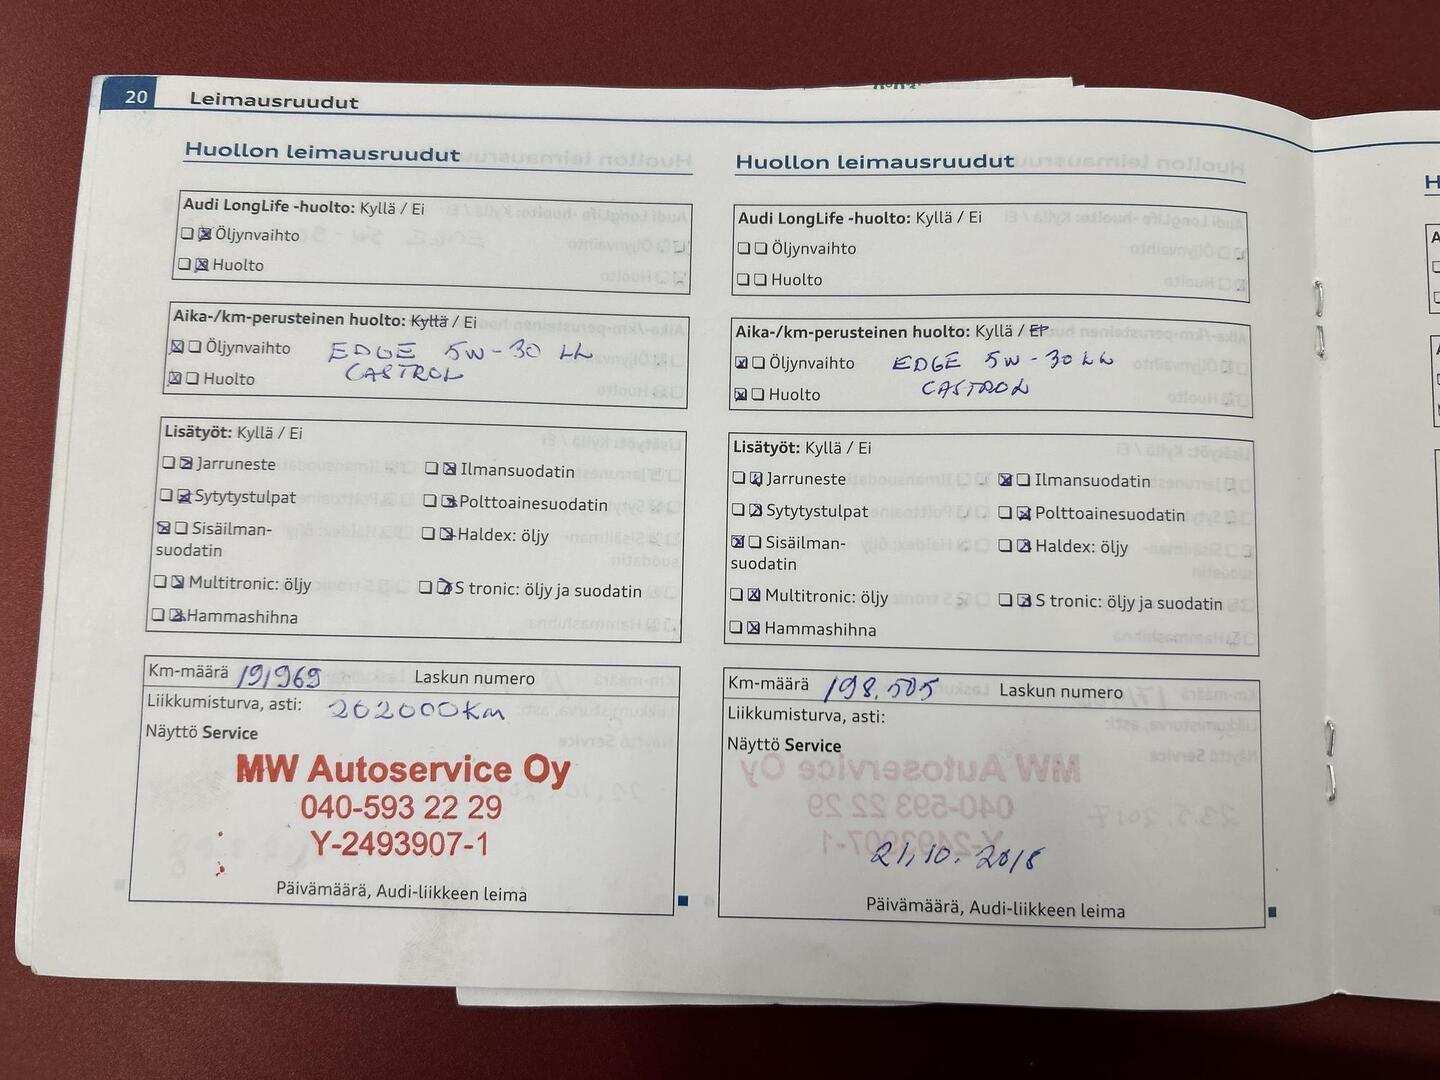 20 Leimausruudut
Huollon leimausruudut
Audi LongLife -huolto: Kyllä / Ei
Öljynvaihto
Huolto
Aika-/km-perusteinen huolto: Kyllä / Ei
Öljynvaihto EDGE 5W-30 LL
Huolto CASTROL
Lisätyöt: Kyllä / Ei
Jarruneste Ilmansuodatin
Sytytystulpat Polttoainesuodatin
Sisäilman- Haldex: öljy
suodatin
Multitronic: öljy S tronic: öljy ja suodatin
Hammashihna
Km-määrä 191969 Laskun numero
Liikkumisturva, asti: 202000Km
Näyttö Service
MW Autoservice Oy
040-593 22 29
Y-2493907-1
Päivämäärä, Audi-liikkeen leima
Huollon leimausruudut
Audi LongLife -huolto: Kyllä / Ei
Öljynvaihto
Huolto
Aika-/km-perusteinen huolto: Kyllä / Ei
Öljynvaihto EDGE 5W-30 LL
Huolto CASTROL
Lisätyöt: Kyllä / Ei
Jarruneste Ilmansuodatin
Sytytystulpat Polttoainesuodatin
Sisäilman- Haldex: öljy
suodatin
Multitronic: öljy S tronic: öljy ja suodatin
Hammashihna
Km-määrä 198.505 Laskun numero
Liikkumisturva, asti:
Näyttö Service
21.10.2018
Päivämäärä, Audi-liikkeen leima